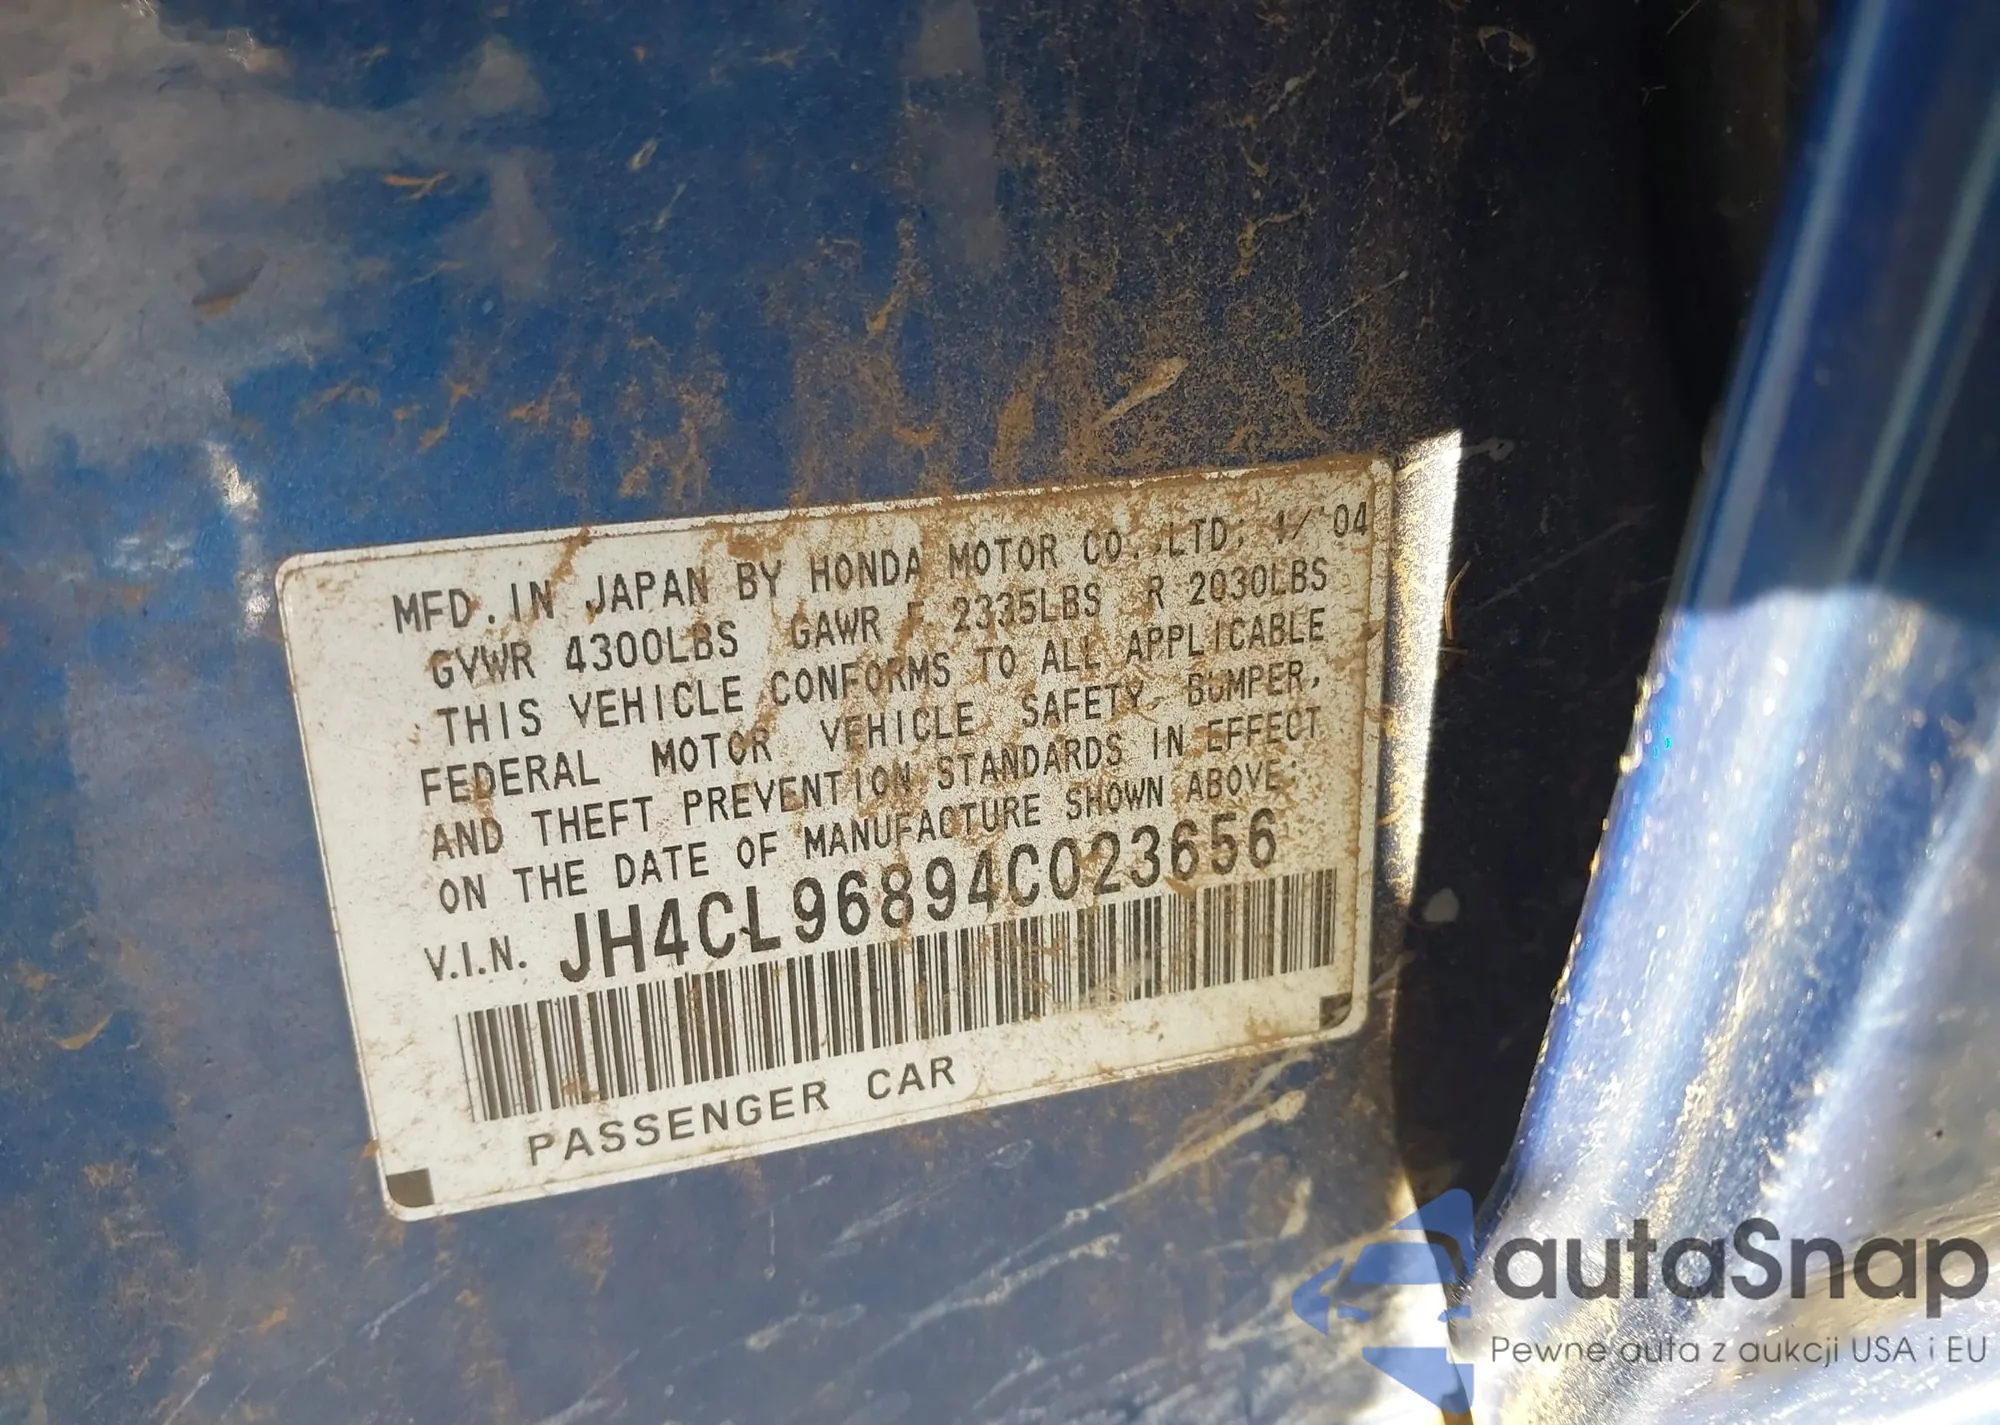 MFD. IN JAPAN BY HONDA MOTOR CO., LTD; 1/'04
GVWR 4300LBS GAWR F 2335LBS R 2030LBS
THIS VEHICLE CONFORMS TO ALL APPLICABLE
FEDERAL MOTOR VEHICLE SAFETY, BUMPER,
AND THEFT PREVENTION STANDARDS IN EFFECT
ON THE DATE OF MANUFACTURE SHOWN ABOVE:
V.I.N. JH4CL96894C023656
PASSENGER CAR
autaSnap
Pewne auta z aukcji USA i EU